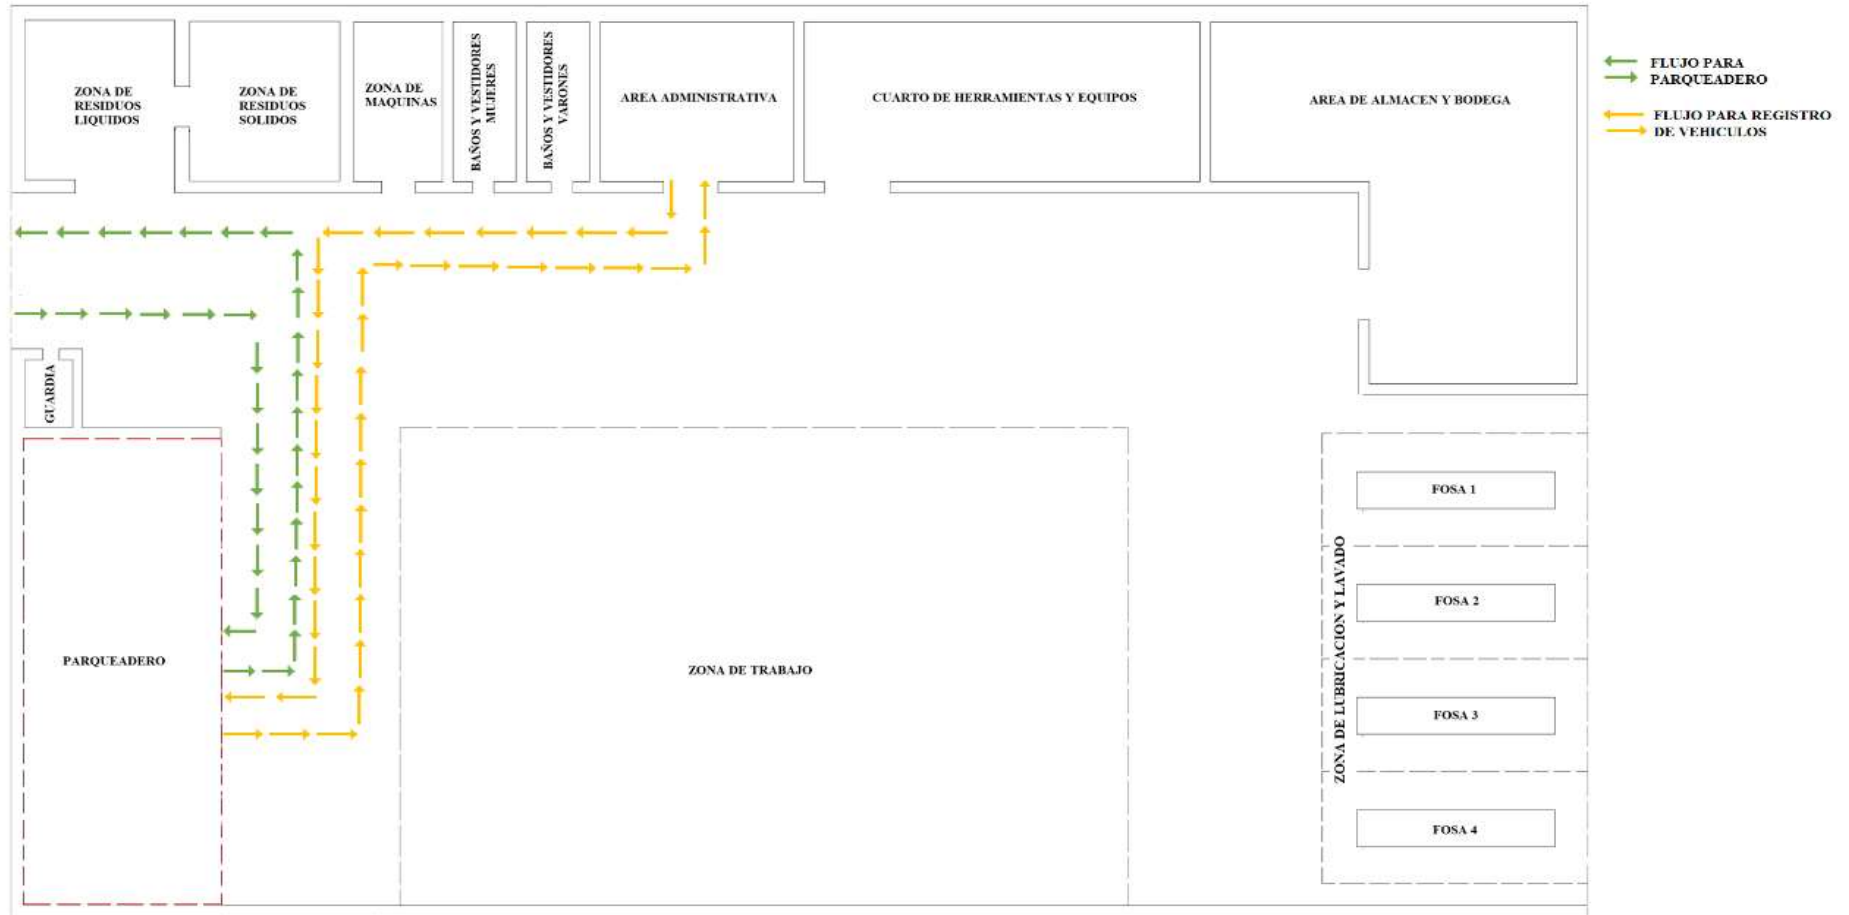 ZONA DE
RESIDUOS
LIQUIDOS
ZONA DE
RESIDUOS
SOLIDOS
ZONA DE
MAQUINAS
BAÑOS Y VESTIDORES
MUJERES
BAÑOS Y VESTIDORES
VARONES
AREA ADMINISTRATIVA
CUARTO DE HERRAMIENTAS Y EQUIPOS
AREA DE ALMACEN Y BODEGA
FLUJO PARA
PARQUEADERO
FLUJO PARA REGISTRO
DE VEHICULOS
GUARDIA
PARQUEADERO
ZONA DE TRABAJO
ZONA DE LUBRICACION Y LAVADO
FOSA 1
FOSA 2
FOSA 3
FOSA 4